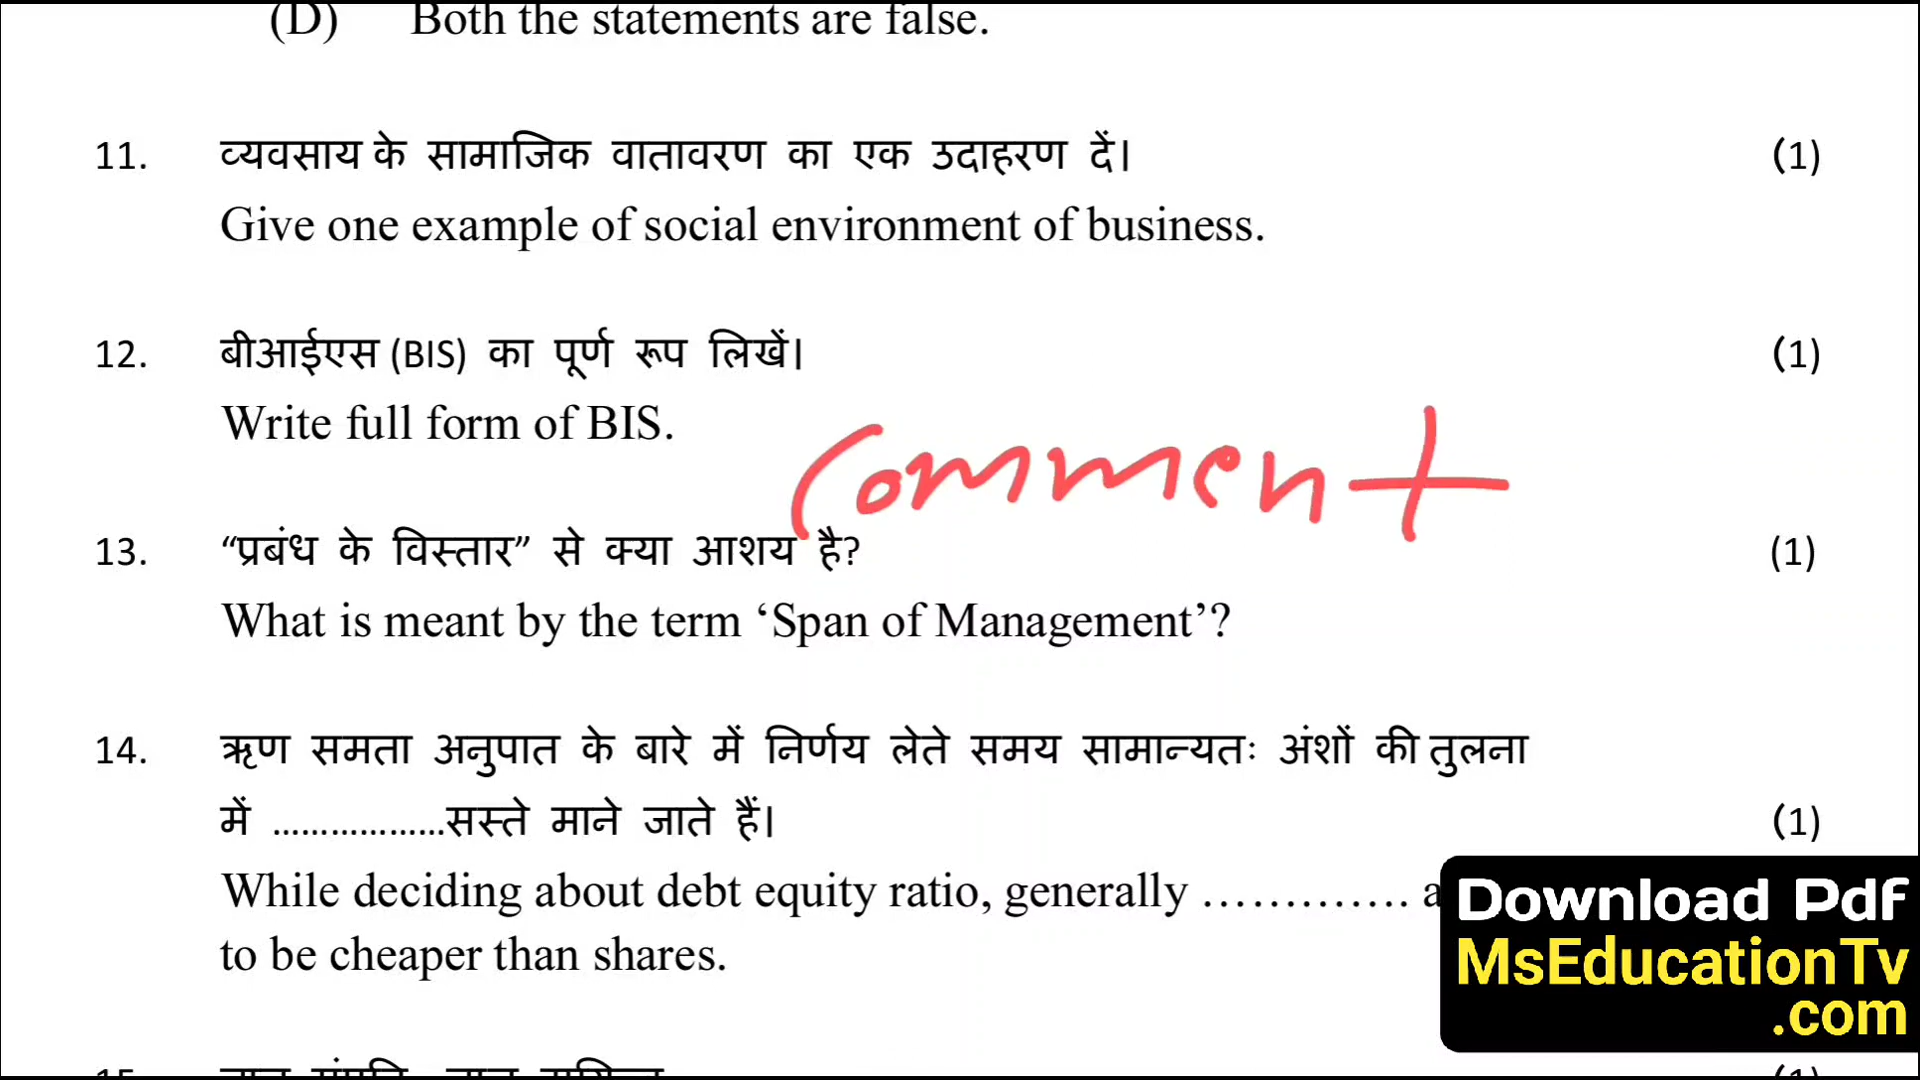 (D) Both the statements are false.
11. व्यवसाय के सामाजिक वातावरण का एक उदाहरण दें। (1)
Give one example of social environment of business.
12. बीआईएस (BIS) का पूर्ण रूप लिखें। (1)
Write full form of BIS.
Comment
13. “प्रबंध के विस्तार” से क्या आशय है? (1)
What is meant by the term ‘Span of Management’?
14. ऋण समता अनुपात के बारे में निर्णय लेते समय सामान्यतः अंशों की तुलना
में ..................सस्ते माने जाते हैं। (1)
While deciding about debt equity ratio, generally ………….
to be cheaper than shares.
Download Pdf
MsEducationTv
.com